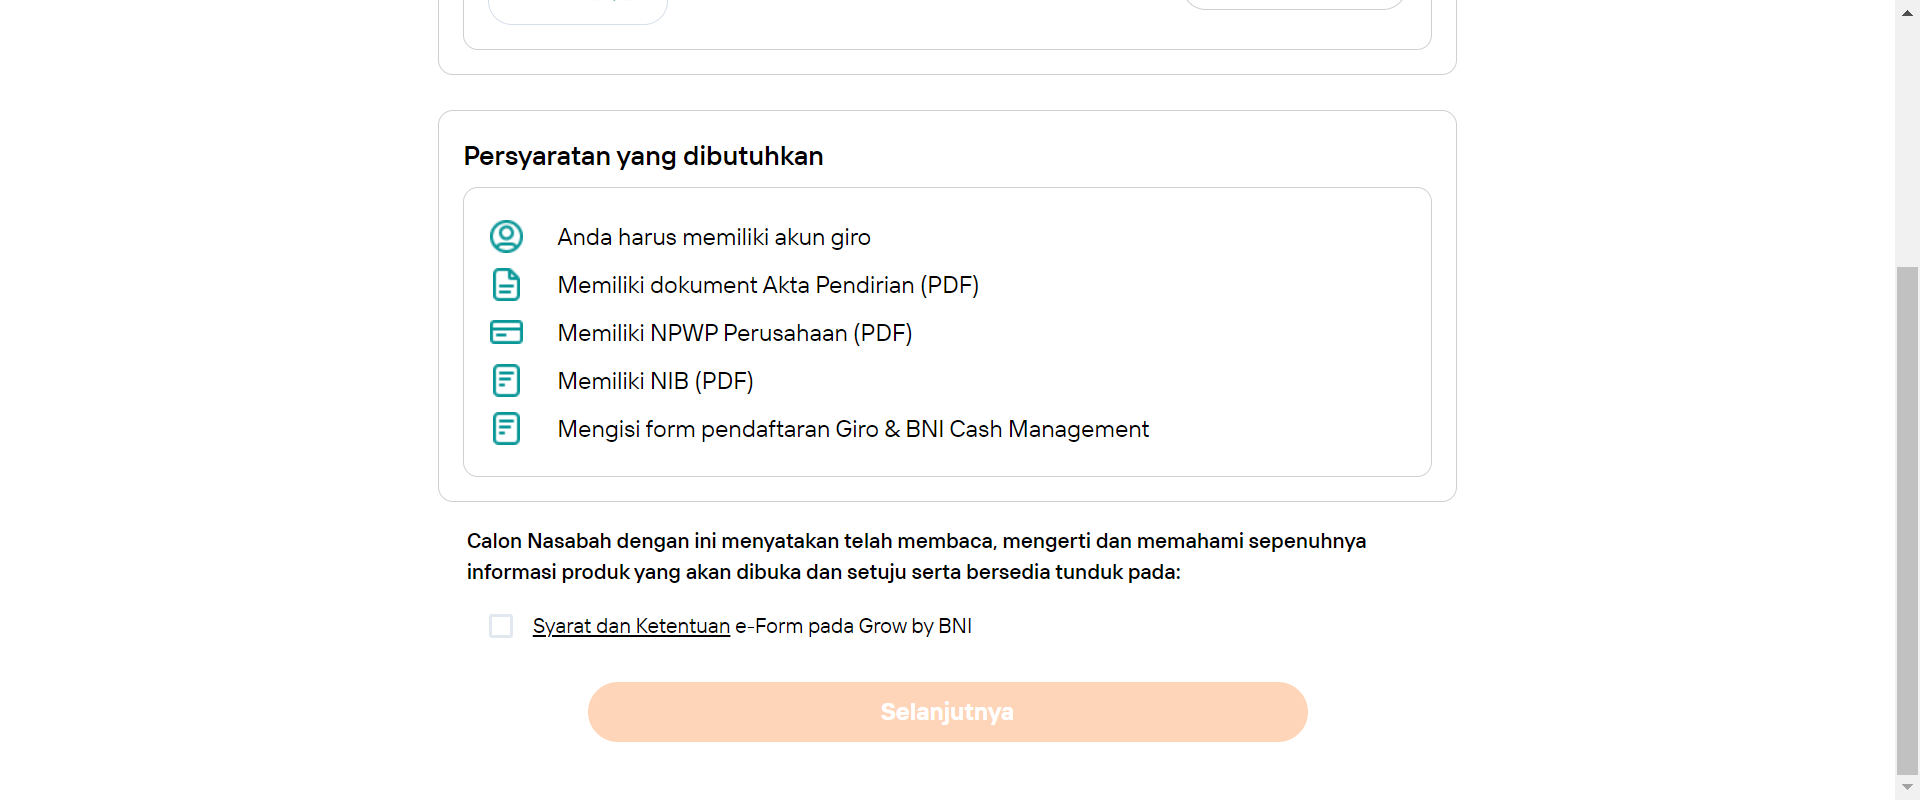 Persyaratan yang dibutuhkan
Anda harus memiliki akun giro
Memiliki dokument Akta Pendirian (PDF)
Memiliki NPWP Perusahaan (PDF)
Memiliki NIB (PDF)
Mengisi form pendaftaran Giro & BNI Cash Management
Calon Nasabah dengan ini menyatakan telah membaca, mengerti dan memahami sepenuhnya
informasi produk yang akan dibuka dan setuju serta bersedia tunduk pada:
Syarat dan Ketentuan e-Form pada Grow by BNI
Selanjutnya